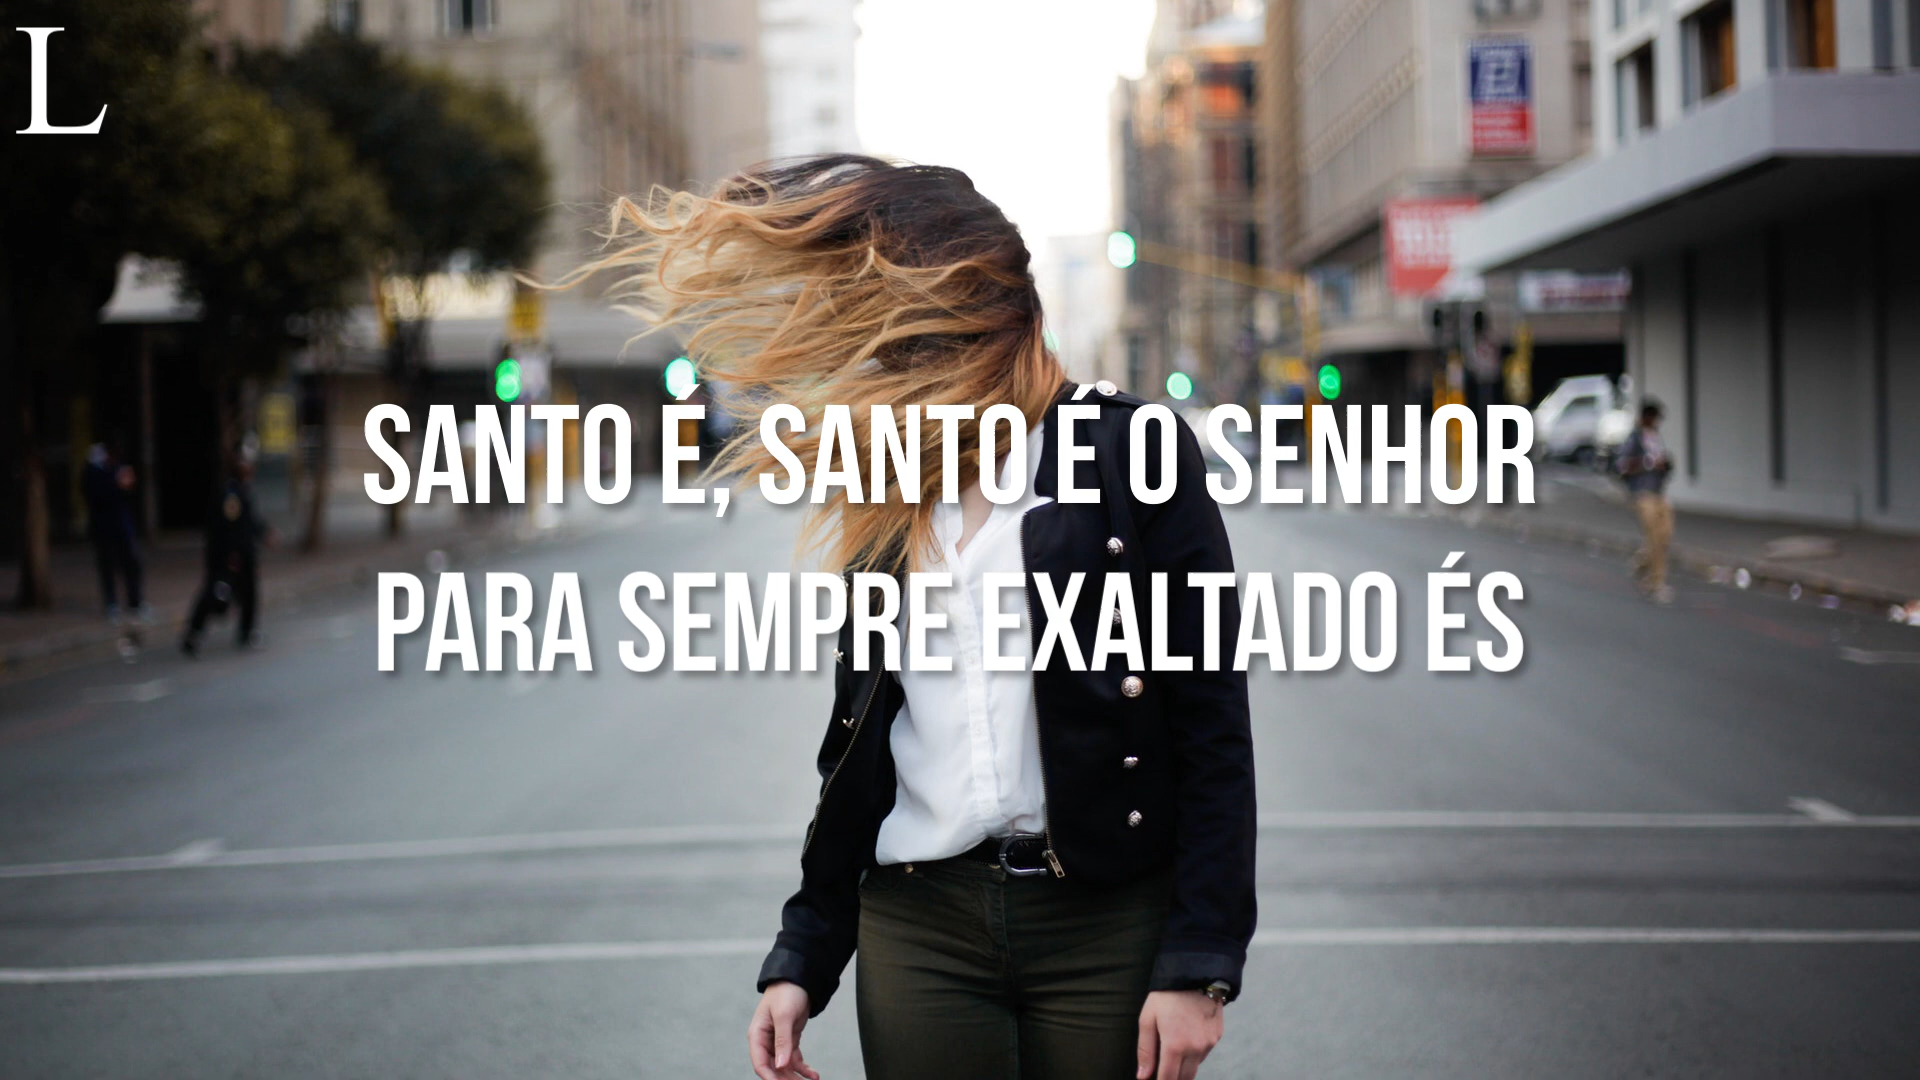 L
SANTO É, SANTO É O SENHOR
PARA SEMPRE EXALTADO ÉS